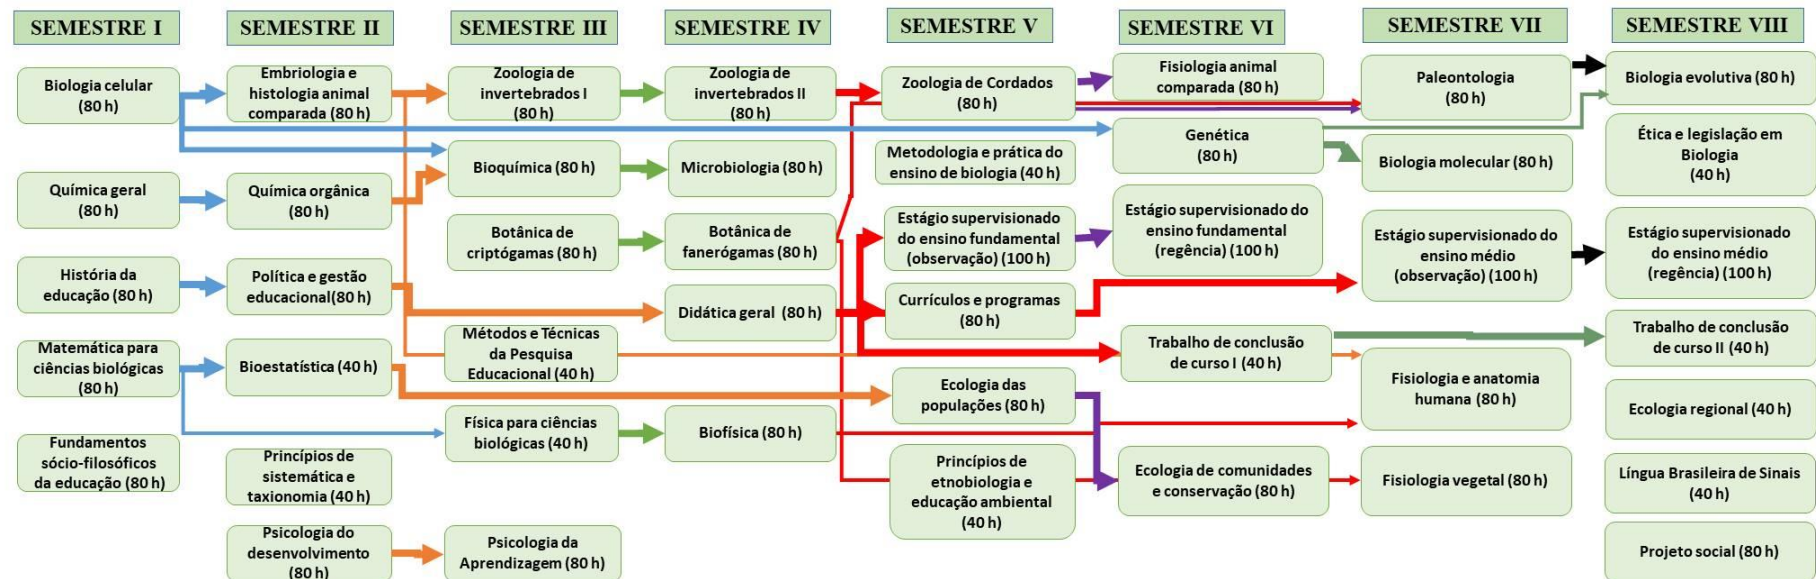 SEMESTRE I
Biologia celular
(80 h)
Química geral
(80 h)
História da
educação (80 h)
Matemática para
ciências biológicas
(80 h)
Fundamentos
sócio-filosóficos
da educação (80 h)
SEMESTRE II
Embriologia e
histologia animal
comparada (80 h)
Química orgânica
(80 h)
Política e gestão
educacional(80 h)
Bioestatística (40 h)
Princípios de
sistemática e
taxionomia (40 h)
Psicologia do
desenvolvimento
(80 h)
SEMESTRE III
Zoologia de
invertebrados I
(80 h)
Bioquímica (80 h)
Botânica de
criptógamas (80 h)
Métodos e Técnicas
da Pesquisa
Educacional (40 h)
Física para ciências
biológicas (40 h)
Psicologia da
Aprendizagem (80 h)
SEMESTRE IV
Zoologia de
invertebrados II
(80 h)
Microbiologia (80 h)
Botânica de
fanerógamas (80 h)
Didática geral (80 h)
Biofísica (80 h)
SEMESTRE V
Zoologia de Cordados
(80 h)
Metodologia e prática do
ensino de biologia (40 h)
Estágio supervisionado
do ensino fundamental
(observação) (100 h)
Currículos e programas
(80 h)
Ecologia das
populações (80 h)
Princípios de
etnobiologia e
educação ambiental
(40 h)
SEMESTRE VI
Fisiologia animal
comparada (80 h)
Genética
(80 h)
Estágio supervisionado do
ensino fundamental
(regência) (100 h)
Trabalho de conclusão
de curso I (40 h)
Ecologia de comunidades
e conservação (80 h)
SEMESTRE VII
Paleontologia
(80 h)
Biologia molecular (80 h)
Estágio supervisionado do
ensino médio
(observação) (100 h)
Fisiologia e anatomia
humana (80 h)
Fisiologia vegetal (80 h)
SEMESTRE VIII
Biologia evolutiva (80 h)
Ética e legislação em
Biologia
(40 h)
Estágio supervisionado
do ensino médio
(regência) (100 h)
Trabalho de conclusão
de curso II (40 h)
Ecologia regional (40 h)
Língua Brasileira de Sinais
(40 h)
Projeto social (80 h)